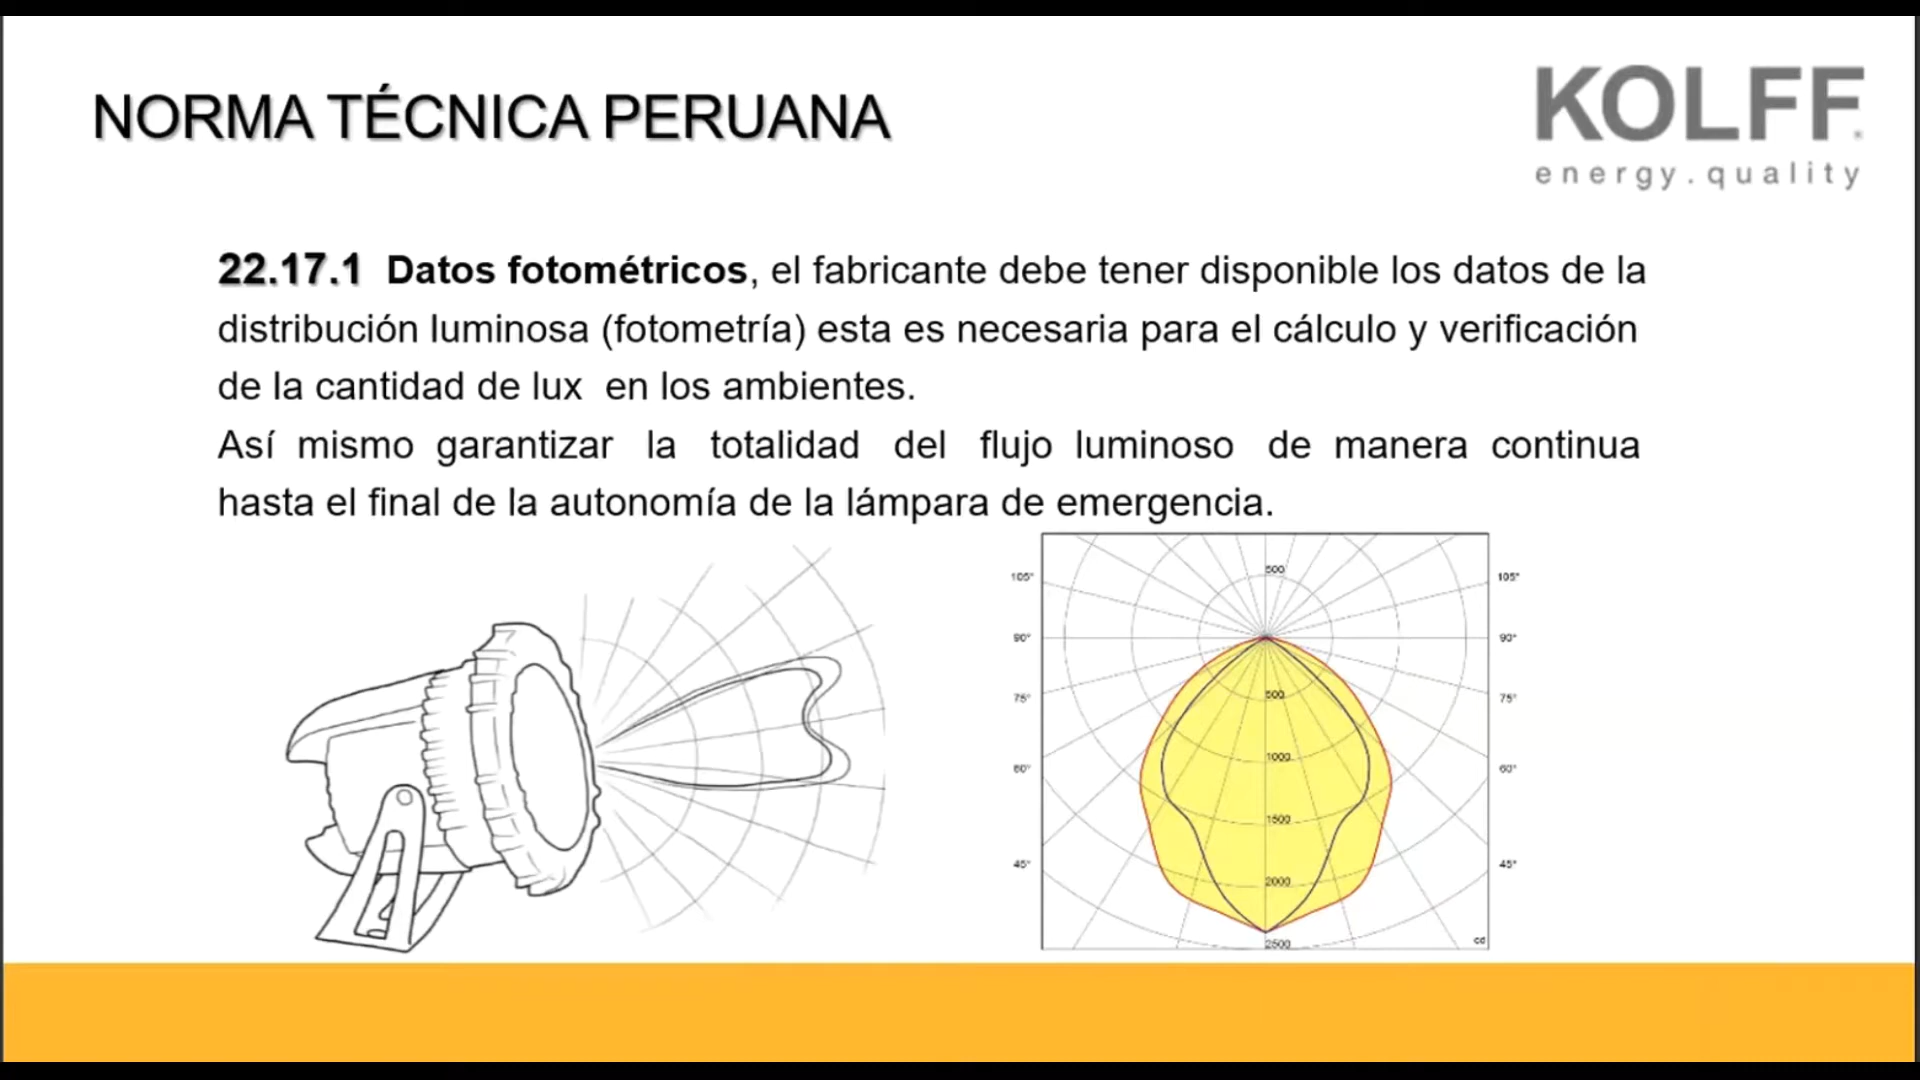 NORMA TÉCNICA PERUANA
KOLFF
energy.quality
22.17.1 Datos fotométricos, el fabricante debe tener disponible los datos de la
distribución luminosa (fotometría) esta es necesaria para el cálculo y verificación
de la cantidad de lux en los ambientes.
Así mismo garantizar la totalidad del flujo luminoso de manera continua
hasta el final de la autonomía de la lámpara de emergencia.
500
105° 105°
90° 90°
500
75° 75°
1000
60° 60°
1500
45° 45°
2000
2500 cd